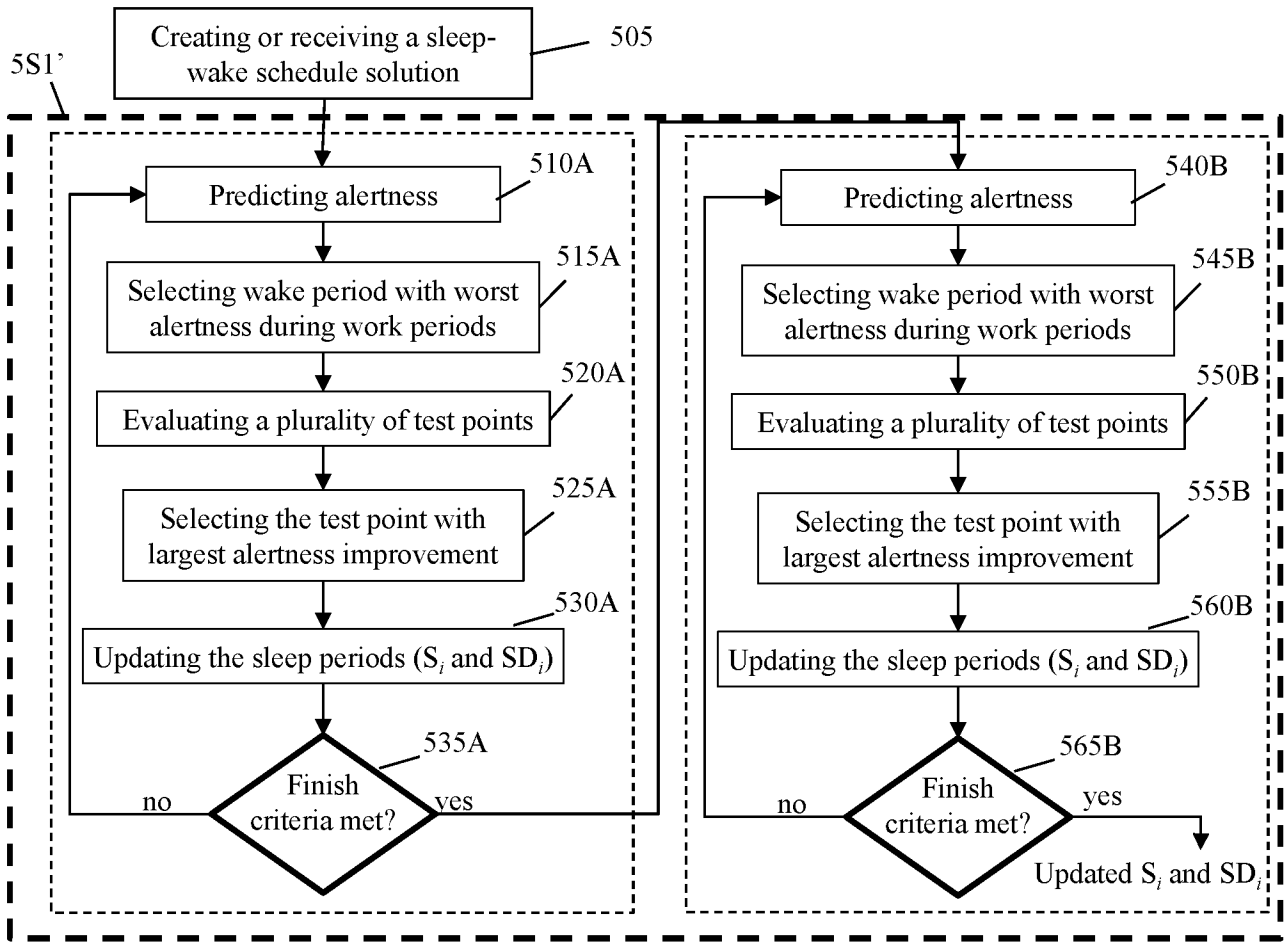 Creating or receiving a sleep-
wake schedule solution
505
5S1’
510A
Predicting alertness
515A
Selecting wake period with worst
alertness during work periods
520A
Evaluating a plurality of test points
525A
Selecting the test point with
largest alertness improvement
530A
Updating the sleep periods (Si and SDi)
535A
Finish
criteria met?
no
yes
540B
Predicting alertness
545B
Selecting wake period with worst
alertness during work periods
550B
Evaluating a plurality of test points
555B
Selecting the test point with
largest alertness improvement
560B
Updating the sleep periods (Si and SDi)
565B
Finish
criteria met?
no
yes
Updated Si and SDi